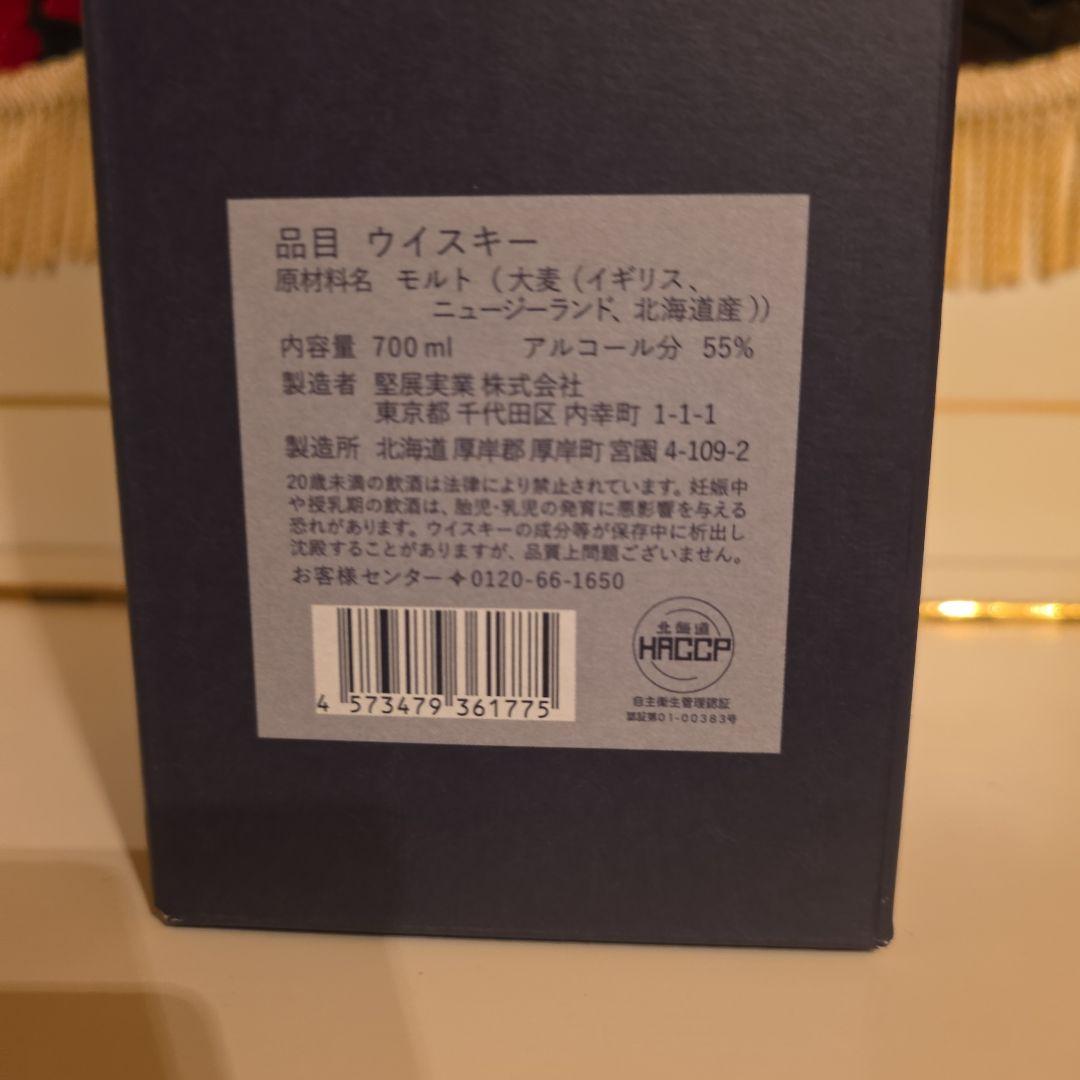 品目 ウイスキー
原材料名 モルト（大麦（イギリス、
ニュージーランド、北海道産））
内容量 700ml アルコール分 55%
製造者 堅展実業 株式会社
東京都 千代田区 内幸町 1-1-1
製造所 北海道 厚岸郡 厚岸町 宮園 4-109-2
20歳未満の飲酒は法律により禁止されています。妊娠中
や授乳期の飲酒は、胎児・乳児の発育に悪影響を与える
恐れがあります。ウイスキーの成分等が保存中に析出し
沈殿することがありますが、品質上問題ございません。
お客様センター✦0120-66-1650
4 573479 361775
北海道
HACCP
自主衛生管理認証
認証第01-00383号